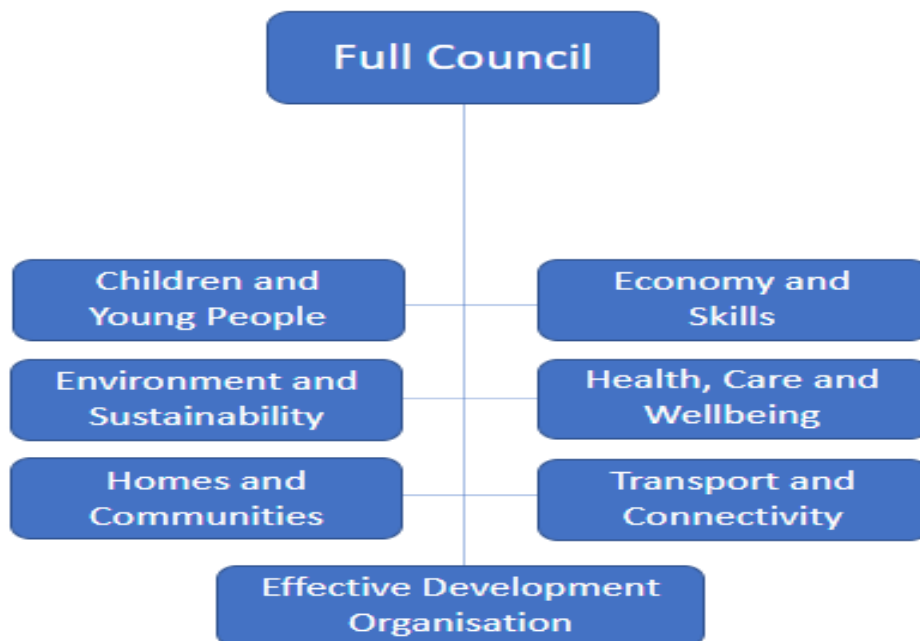 Full Council
Children and
Young People
Economy and
Skills
Environment and
Sustainability
Health, Care and
Wellbeing
Homes and
Communities
Transport and
Connectivity
Effective Development
Organisation